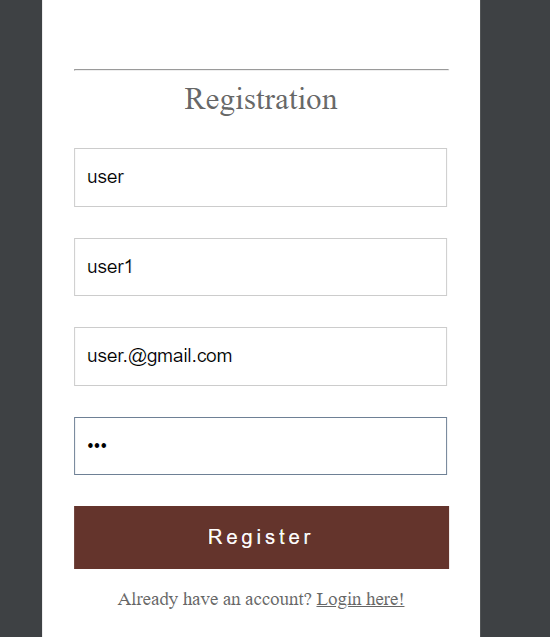 Registration
user
user1
user.@gmail.com
•••
Register
Already have an account? Login here!